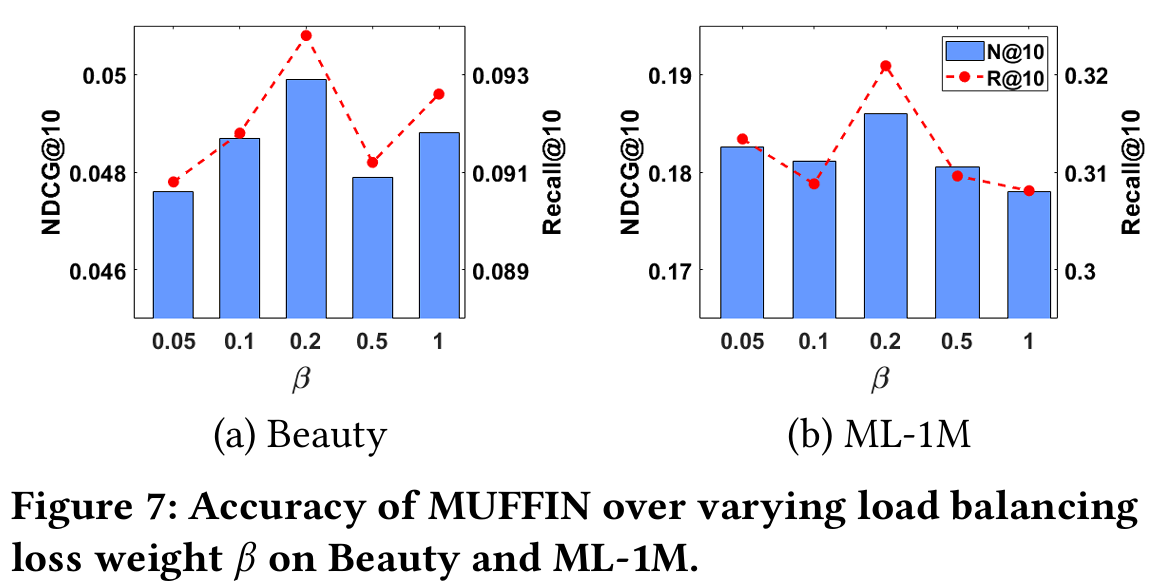 NDCG@10
0.05
0.048
0.046
0.093
0.091
0.089
Recall@10
0.05 0.1 0.2 0.5 1
β
(a) Beauty
NDCG@10
0.19
0.18
0.17
N@10
R@10
0.32
0.31
0.3
Recall@10
0.05 0.1 0.2 0.5 1
β
(b) ML-1M
Figure 7: Accuracy of MUFFIN over varying load balancing
loss weight β on Beauty and ML-1M.